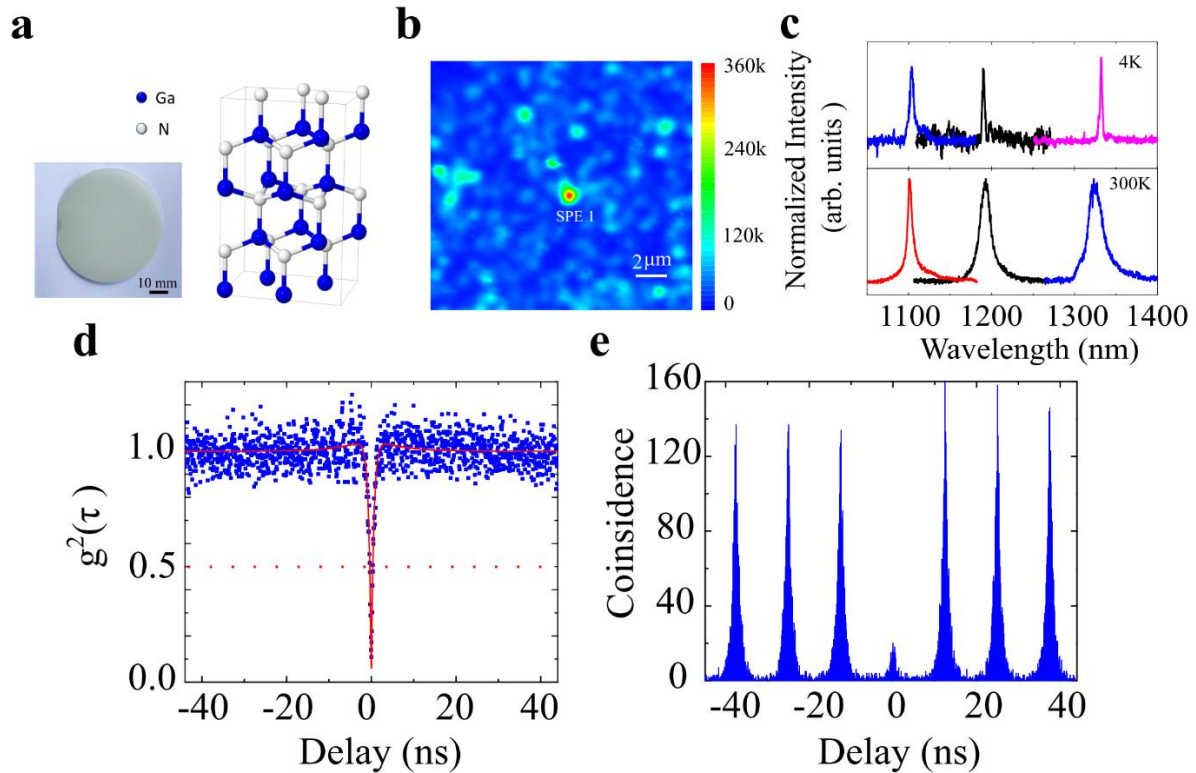 a
Ga
N
10 mm
b
SPE 1
2μm
360k
240k
120k
0
c
Normalized Intensity
(arb. units )
4K
300K
1100 1200 1300 1400
Wavelength (nm)
d
g²(τ )
1.0
0.5
0.0
-40 -20 0 20 40
Delay (ns)
e
Coinsidence
160
120
80
40
0
-40 -20 0 20 40
Delay (ns)